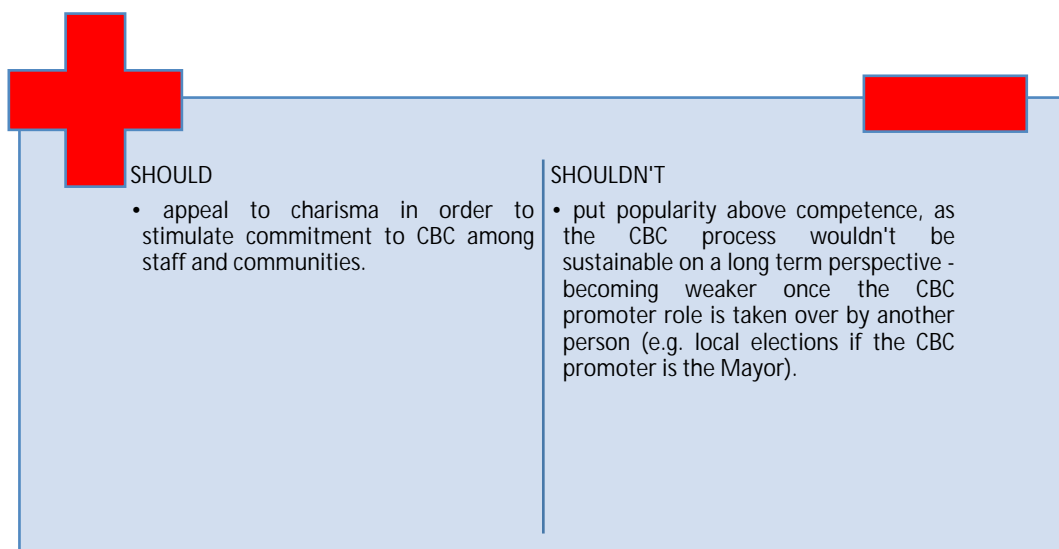 SHOULD
• appeal to charisma in order to
stimulate commitment to CBC among
staff and communities.
SHOULDN'T
• put popularity above competence, as
the CBC process wouldn't be
sustainable on a long term perspective -
becoming weaker once the CBC
promoter role is taken over by another
person (e.g. local elections if the CBC
promoter is the Mayor).